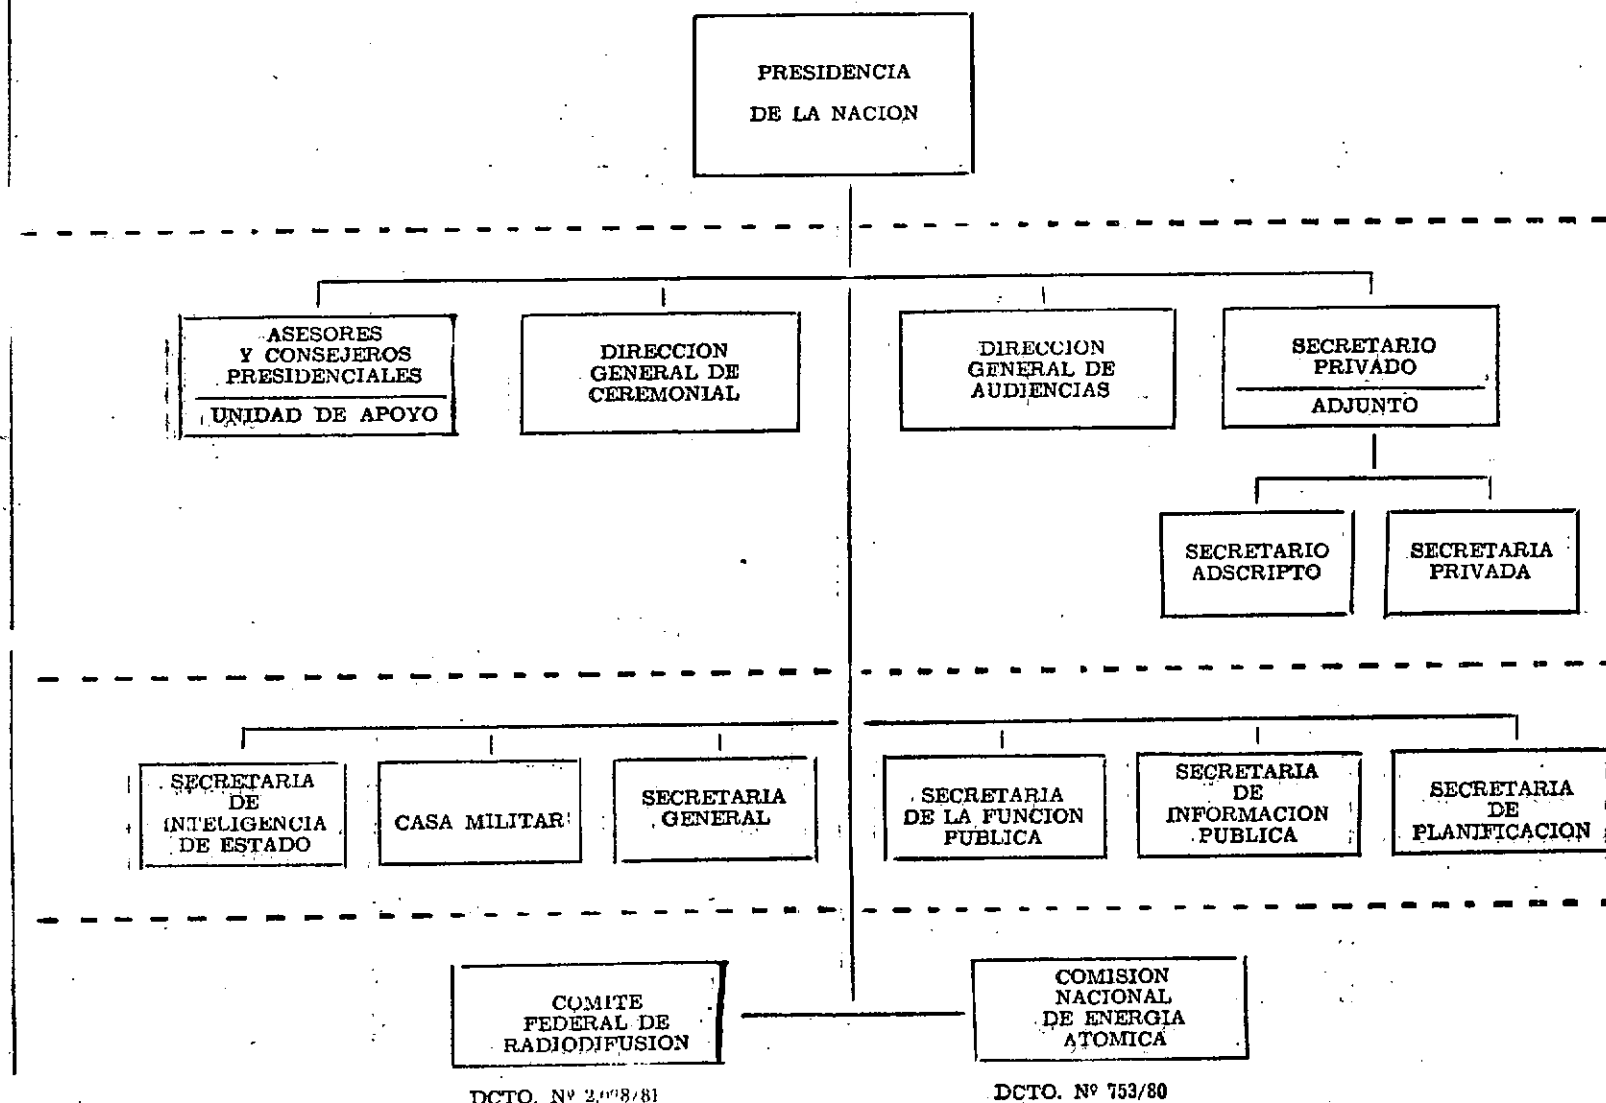 PRESIDENCIA
DE LA NACION
ASESORES
Y CONSEJEROS
PRESIDENCIALES
UNIDAD DE APOYO
DIRECCION
GENERAL DE
CEREMONIAL
DIRECCION
GENERAL DE
AUDIENCIAS
SECRETARIO
PRIVADO
ADJUNTO
SECRETARIO
ADSCRIPTO
SECRETARIA
PRIVADA
SECRETARIA
DE
INTELIGENCIA
DE ESTADO
CASA MILITAR
SECRETARIA
GENERAL
SECRETARIA
DE LA FUNCION
PUBLICA
SECRETARIA
DE
INFORMACION
PUBLICA
SECRETARIA
DE
PLANIFICACION
COMITE
FEDERAL DE
RADIODIFUSION
COMISION
NACIONAL
DE ENERGIA
ATOMICA
DCTO. Nº
DCTO. Nº 753/80